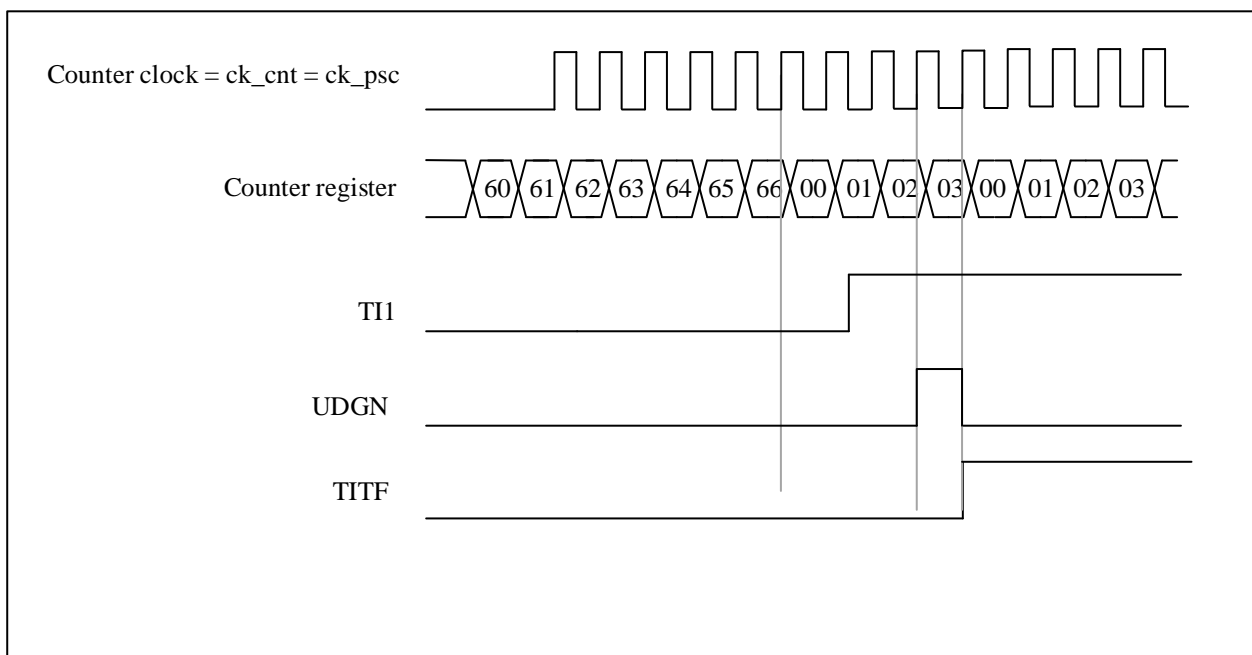 Counter clock = ck_cnt = ck_psc
Counter register
60 61 62 63 64 65 66 00 01 02 03 00 01 02 03
TI1
UDGN
TITF